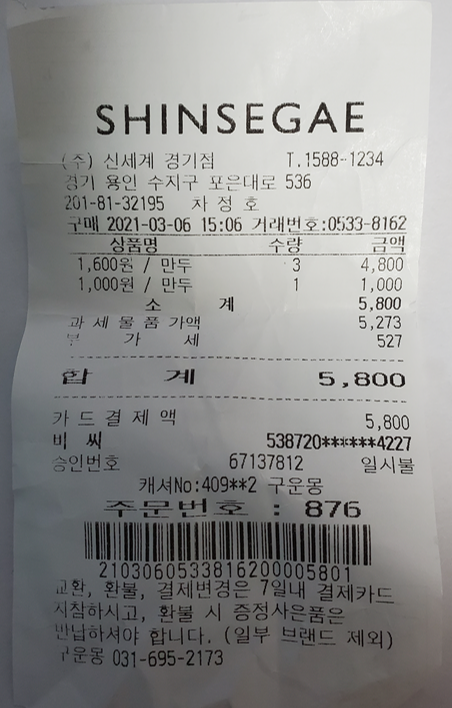 SHINSEGAE
(주) 신세계 경기점 T.1588-1234
경기 용인 수지구 포은대로 536
201-81-32195 차 정 호
구매 2021-03-06 15:06 거래번호:0533-8162
상품명 수량 금액
1,600원 / 만두 3 4,800
1,000원 / 만두 1 1,000
소 계 5,800
과 세 물 품 가액 5,273
부 가 세 527
합 계 5,800
카 드 결 제 액 5,800
비 씨 538720******4227
승인번호 67137812 일시불
캐셔No:409**2 구운몽
주문번호 : 876
2103060533816200005801
교환, 환불, 결제변경은 7일내 결제카드
지참하시고, 환불 시 증정사은품은
반납하셔야 합니다. (일부 브랜드 제외)
구운몽 031-695-2173